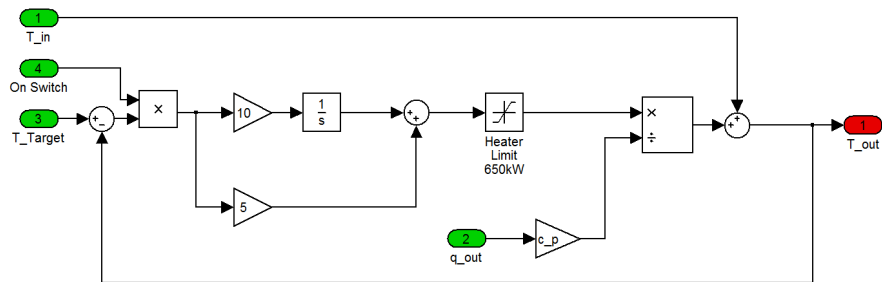 1
T_in
4
On Switch
3
T_Target
+
−
×
10
1
s
5
+
+
Heater
Limit
650kW
2
q_out
c_p
×
÷
+
+
1
T_out